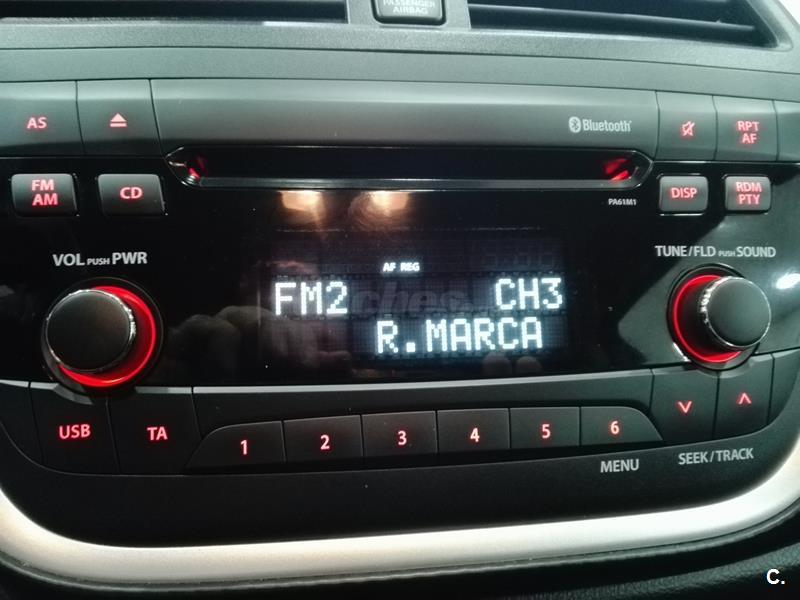 PASSENGER
AIRBAG
AS
Bluetooth
RPT
AF
FM
AM
CD
DISP
RDM
PTY
PA61M1
VOL PUSH PWR
TUNE/FLD PUSH SOUND
AF REG
FM2 CH3
R.MARCA
USB
TA
1
2
3
4
5
6
MENU
SEEK/TRACK
C.